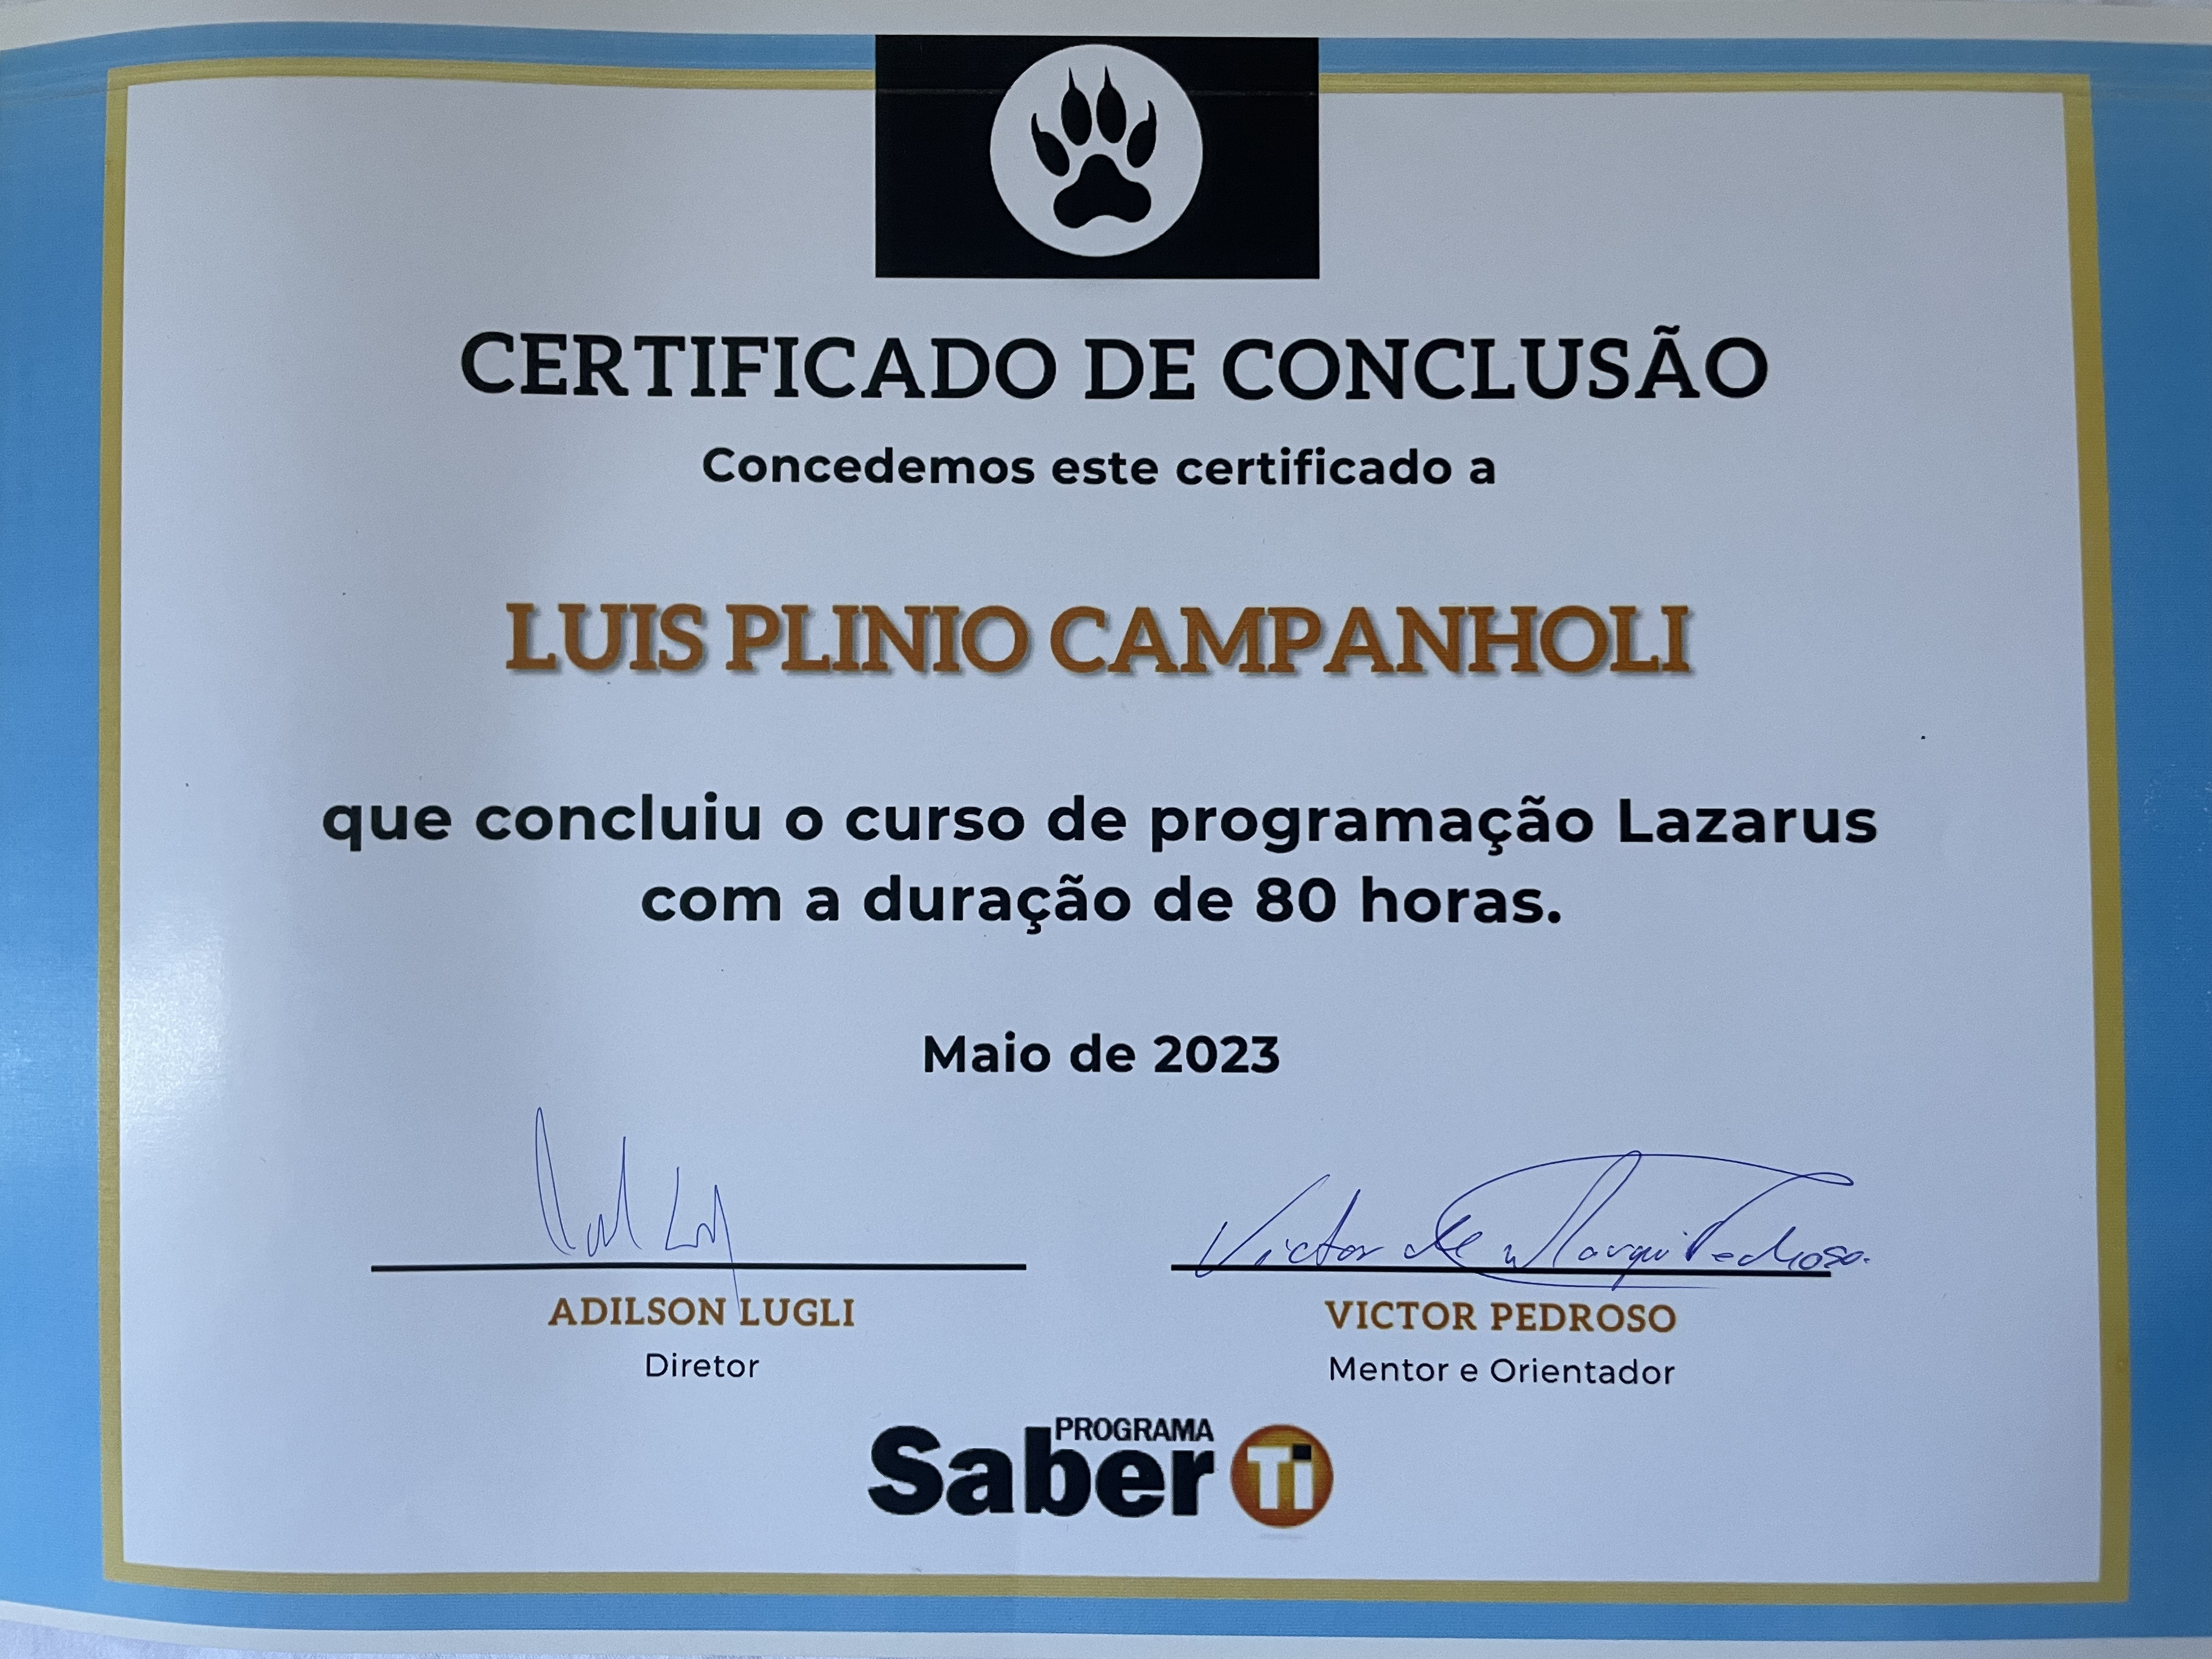 CERTIFICADO DE CONCLUSÃO
Concedemos este certificado a
LUIS PLINIO CAMPANHOLI
que concluiu o curso de programação Lazarus
com a duração de 80 horas.
Maio de 2023
Victor de Marqui Pedroso
ADILSON LUGLI
Diretor
VICTOR PEDROSO
Mentor e Orientador
PROGRAMA
Saber Ti